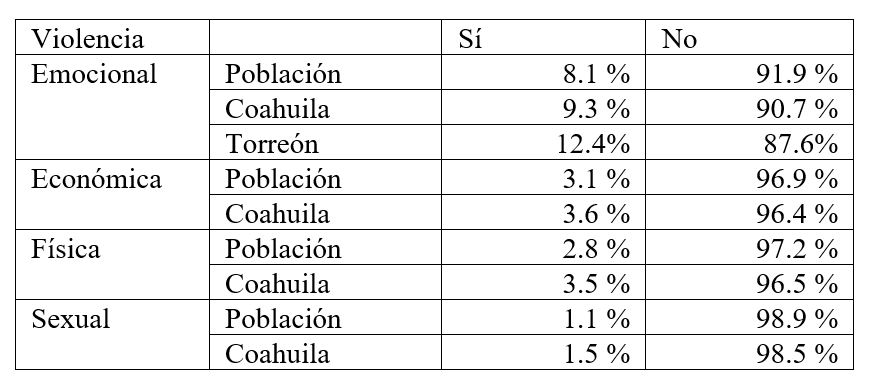 Violencia Sí No
Emocional Población 8.1 % 91.9 %
Coahuila 9.3 % 90.7 %
Torreón 12.4% 87.6%
Económica Población 3.1 % 96.9 %
Coahuila 3.6 % 96.4 %
Física Población 2.8 % 97.2 %
Coahuila 3.5 % 96.5 %
Sexual Población 1.1 % 98.9 %
Coahuila 1.5 % 98.5 %